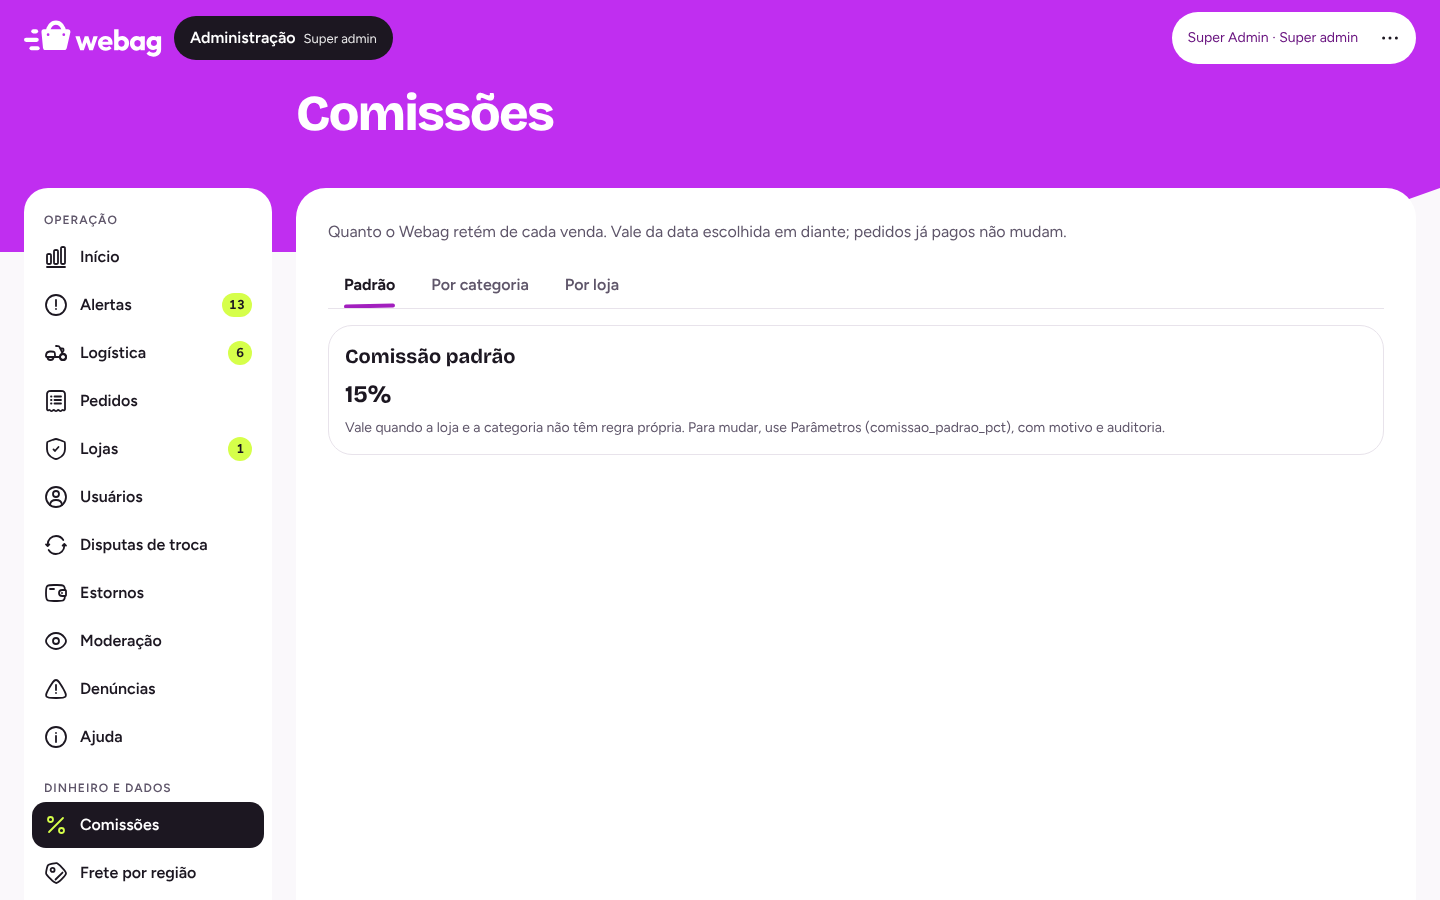 webag
Administração Super admin
Super Admin · Super admin
Comissões
OPERAÇÃO
Início
Alertas 13
Logística 6
Pedidos
Lojas 1
Usuários
Disputas de troca
Estornos
Moderação
Denúncias
Ajuda
DINHEIRO E DADOS
Comissões
Frete por região
Quanto o Webag retém de cada venda. Vale da data escolhida em diante; pedidos já pagos não mudam.
Padrão Por categoria Por loja
Comissão padrão
15%
Vale quando a loja e a categoria não têm regra própria. Para mudar, use Parâmetros (comissao_padrao_pct), com motivo e auditoria.